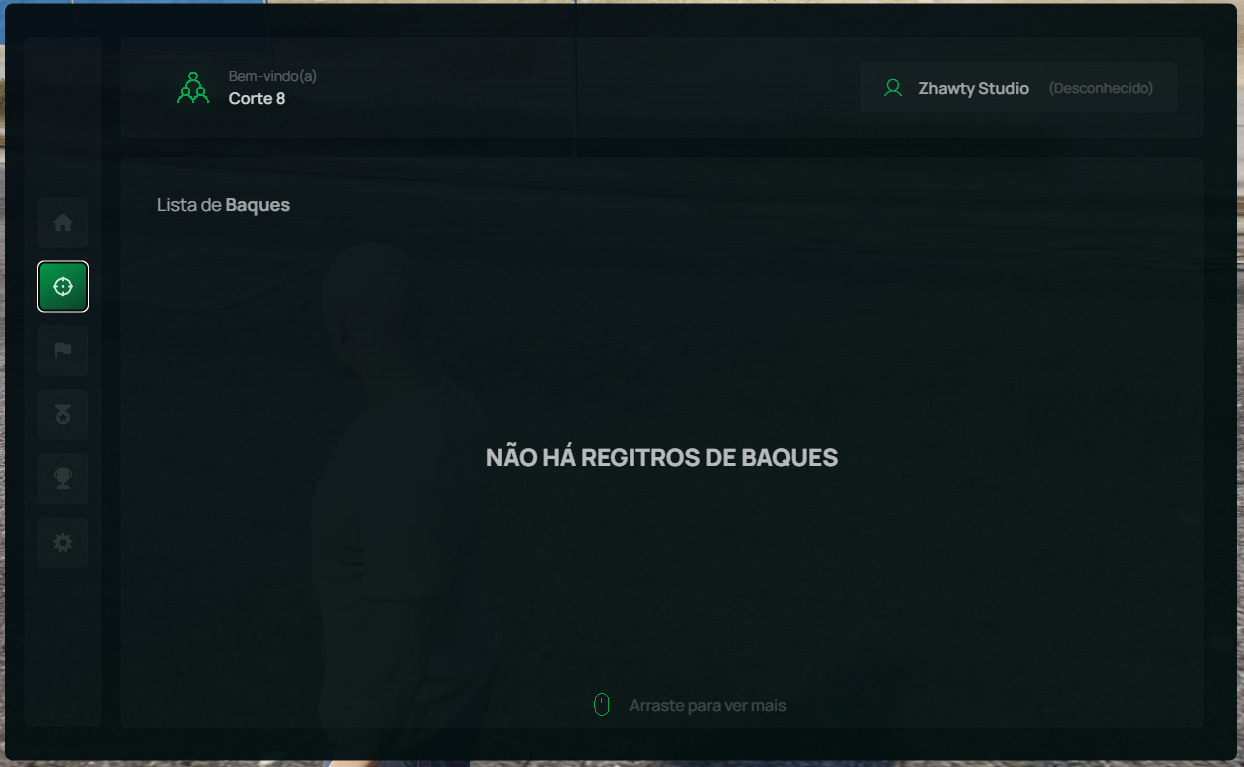 Bem-vindo(a)
Corte 8
Zhawty Studio (Desconhecido)
Lista de Baques
NÃO HÁ REGITROS DE BAQUES
Arraste para ver mais